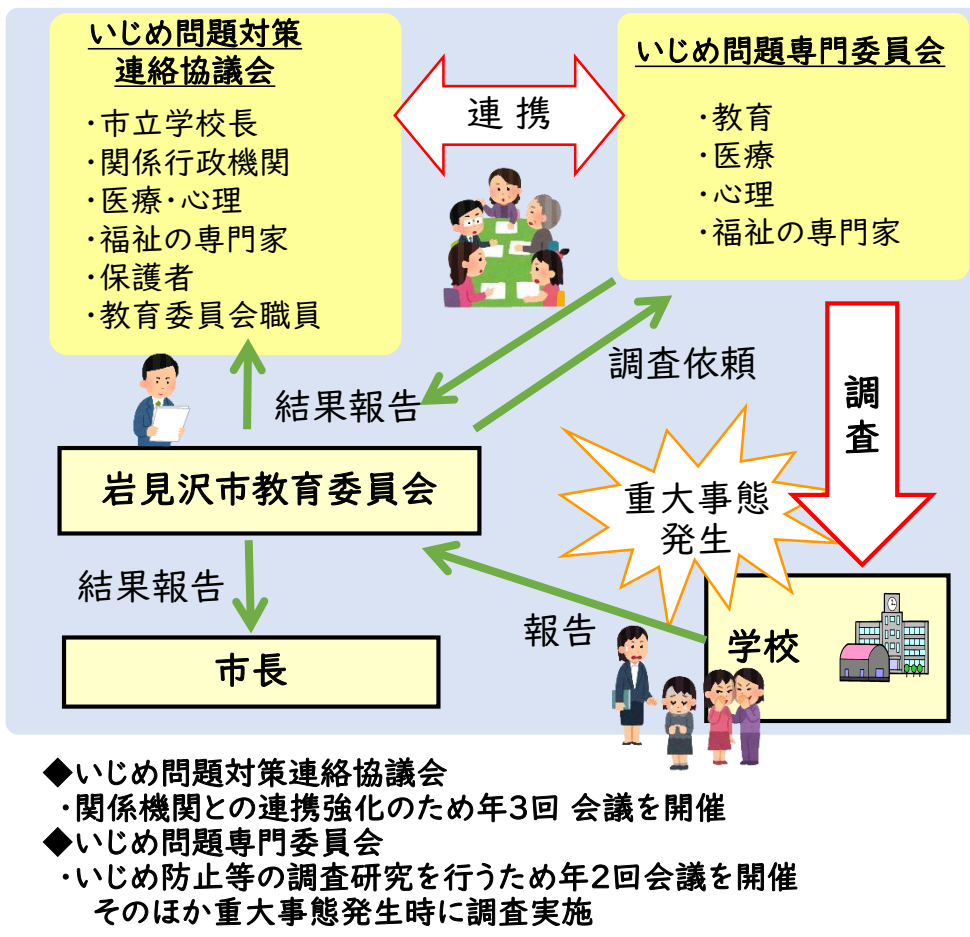 いじめ問題対策
連絡協議会
・市立学校長
・関係行政機関
・医療・心理
・福祉の専門家
・保護者
・教育委員会職員
連 携
いじめ問題専門委員会
・教育
・医療
・心理
・福祉の専門家
調査依頼
結果報告
調査
岩見沢市教育委員会
重大事態
発生
結果報告
報告
学校
市長
◆いじめ問題対策連絡協議会
・関係機関との連携強化のため年3回 会議を開催
◆いじめ問題専門委員会
・いじめ防止等の調査研究を行うため年2回会議を開催
そのほか重大事態発生時に調査実施